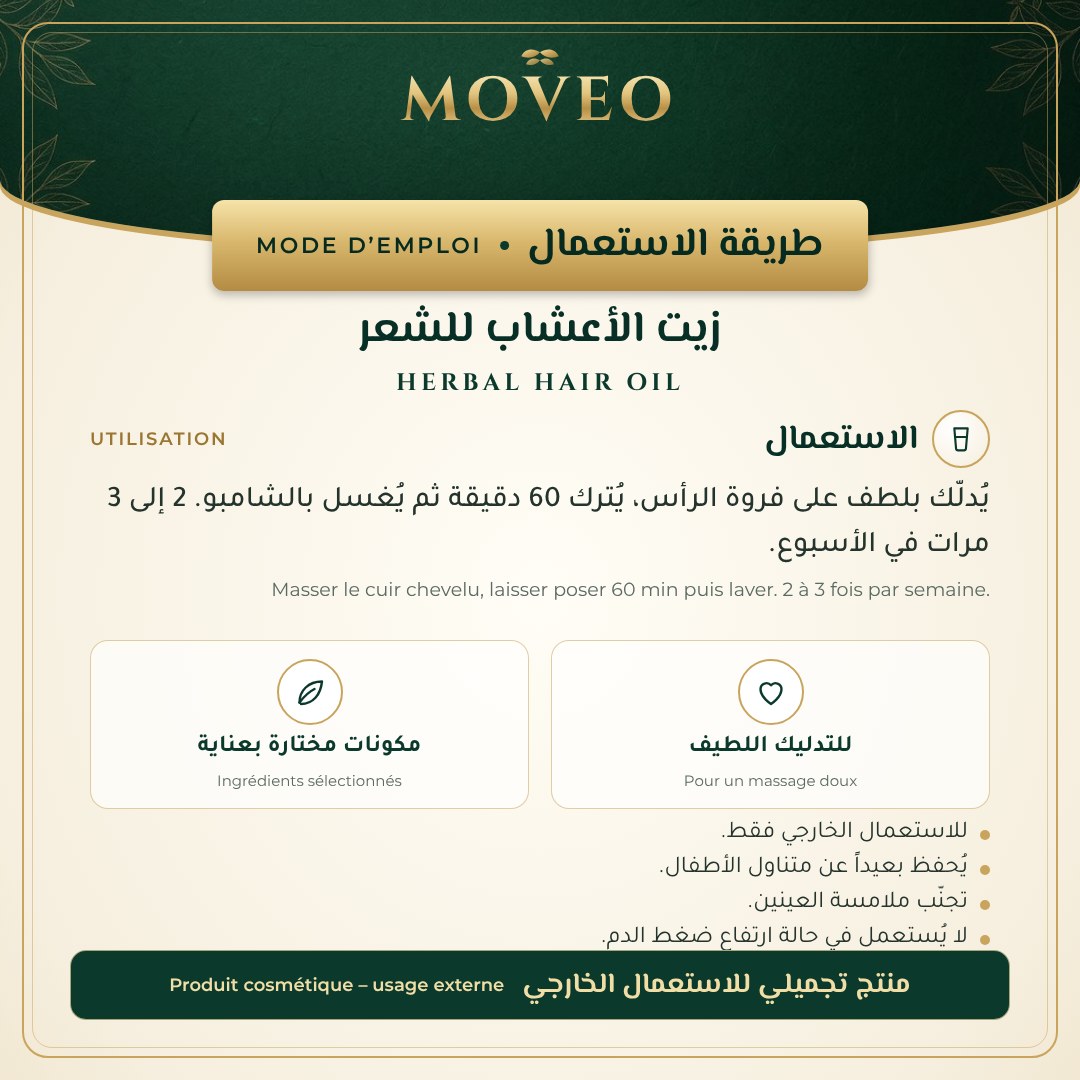 MOVEO
طريقة الاستعمال • MODE D’EMPLOI
زيت الأعشاب للشعر
HERBAL HAIR OIL
الاستعمال
UTILISATION
يُدلّك بلطف على فروة الرأس، يُترك 60 دقيقة ثم يُغسل بالشامبو. 2 إلى 3
مرات في الأسبوع.
Masser le cuir chevelu, laisser poser 60 min puis laver. 2 à 3 fois par semaine.
للتدليك اللطيف
Pour un massage doux
مكونات مختارة بعناية
Ingrédients sélectionnés
للاستعمال الخارجي فقط.
يُحفظ بعيداً عن متناول الأطفال.
تجنّب ملامسة العينين.
لا يُستعمل في حالة ارتفاع ضغط الدم.
منتج تجميلي للاستعمال الخارجي Produit cosmétique – usage externe